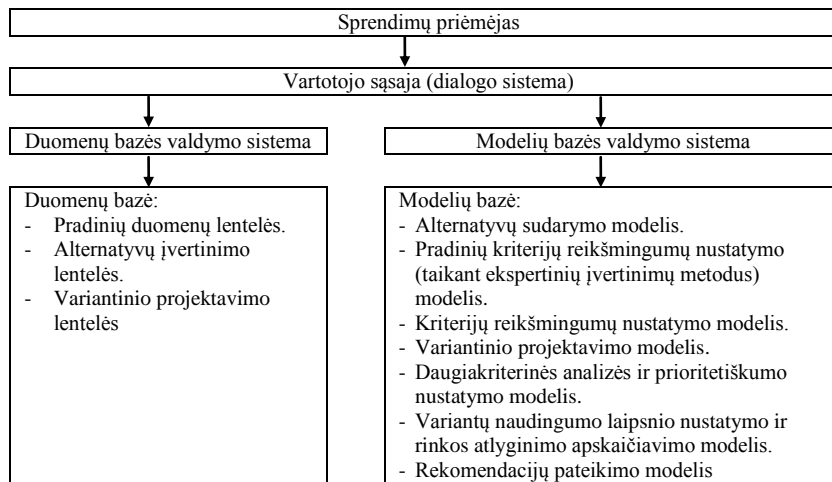 Sprendimų priėmėjas
Vartotojo sąsaja (dialogo sistema)
Duomenų bazės valdymo sistema
Modelių bazės valdymo sistema
Duomenų bazė:
- Pradinių duomenų lentelės.
- Alternatyvų įvertinimo
lentelės.
- Variantinio projektavimo
lentelės
Modelių bazė:
- Alternatyvų sudarymo modelis.
- Pradinių kriterijų reikšmingumų nustatymo
(taikant ekspertinių įvertinimų metodus)
modelis.
- Kriterijų reikšmingumų nustatymo modelis.
- Variantinio projektavimo modelis.
- Daugiakriterinės analizės ir prioritetiškumo
nustatymo modelis.
- Variantų naudingumo laipsnio nustatymo ir
rinkos atlyginimo apskaičiavimo modelis.
- Rekomendacijų pateikimo modelis